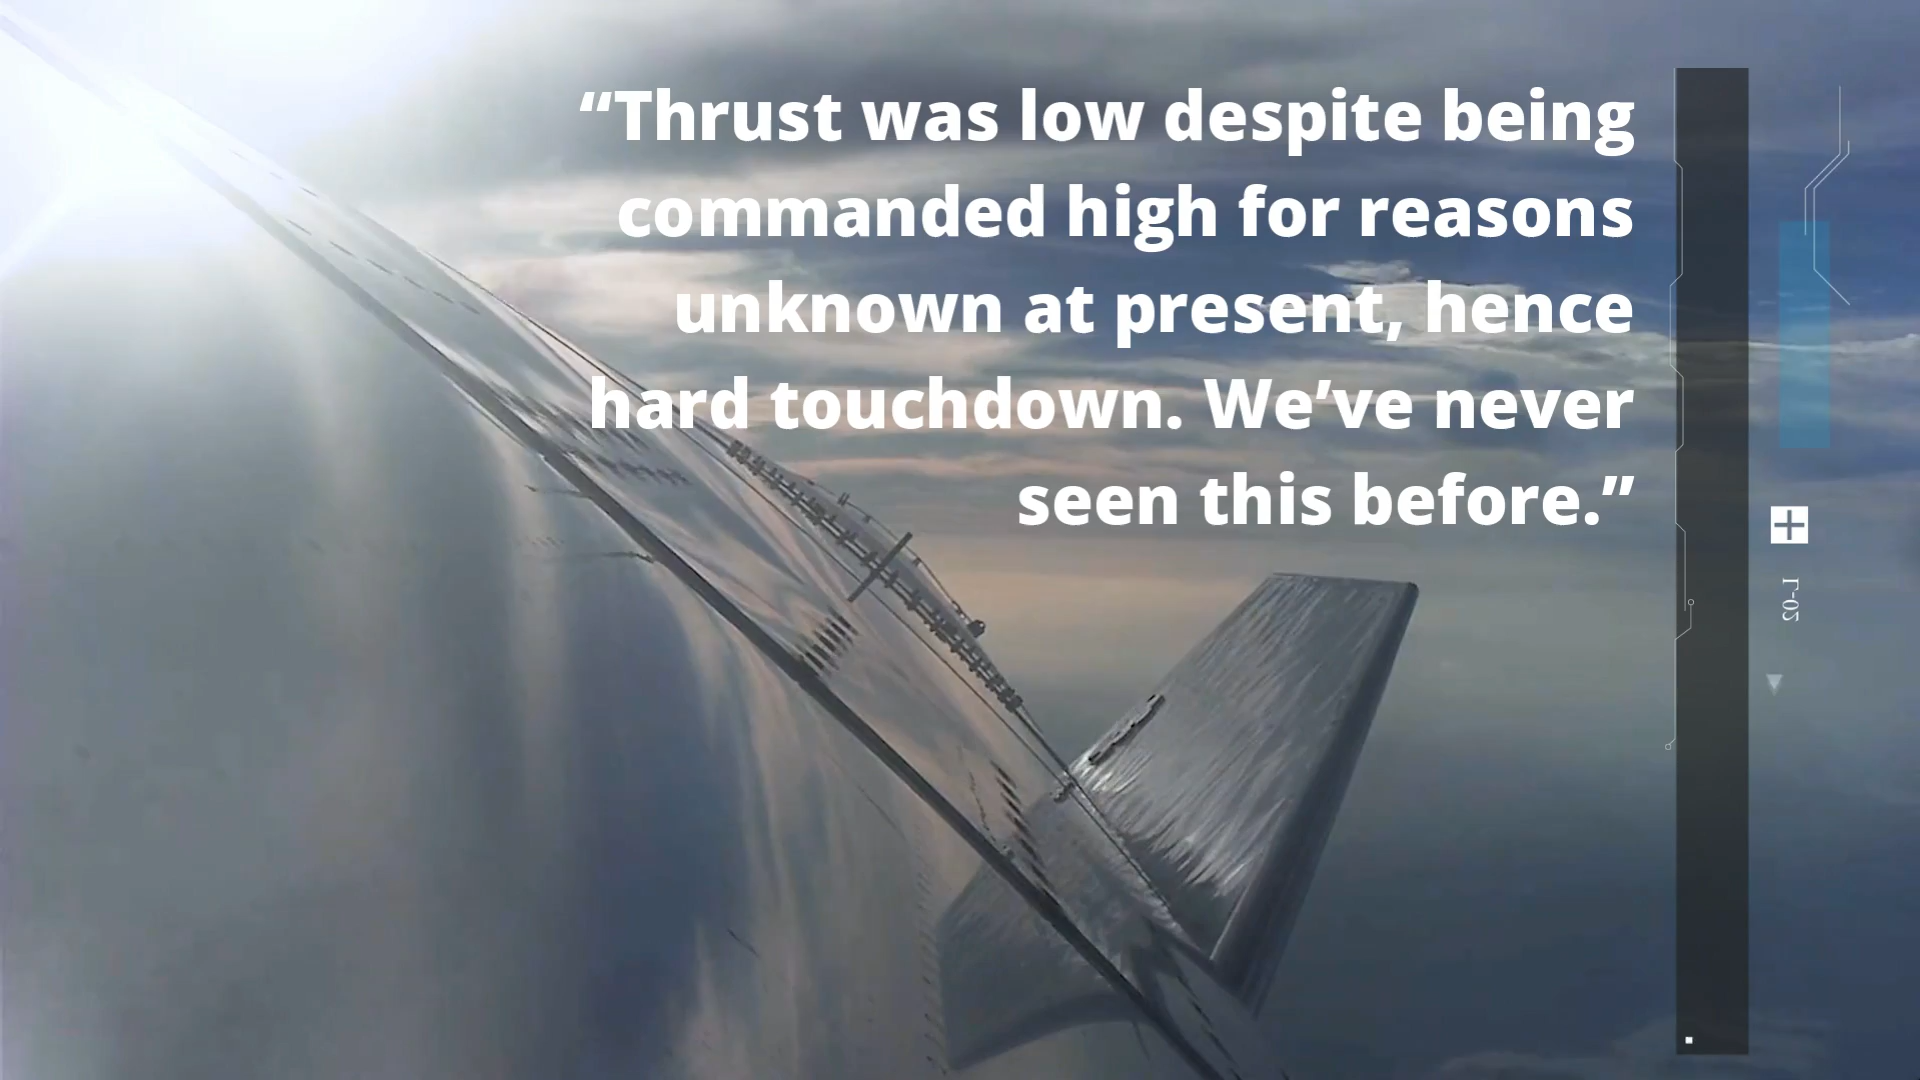 “Thrust was low despite being
commanded high for reasons
unknown at present, hence
hard touchdown. We’ve never
seen this before.”